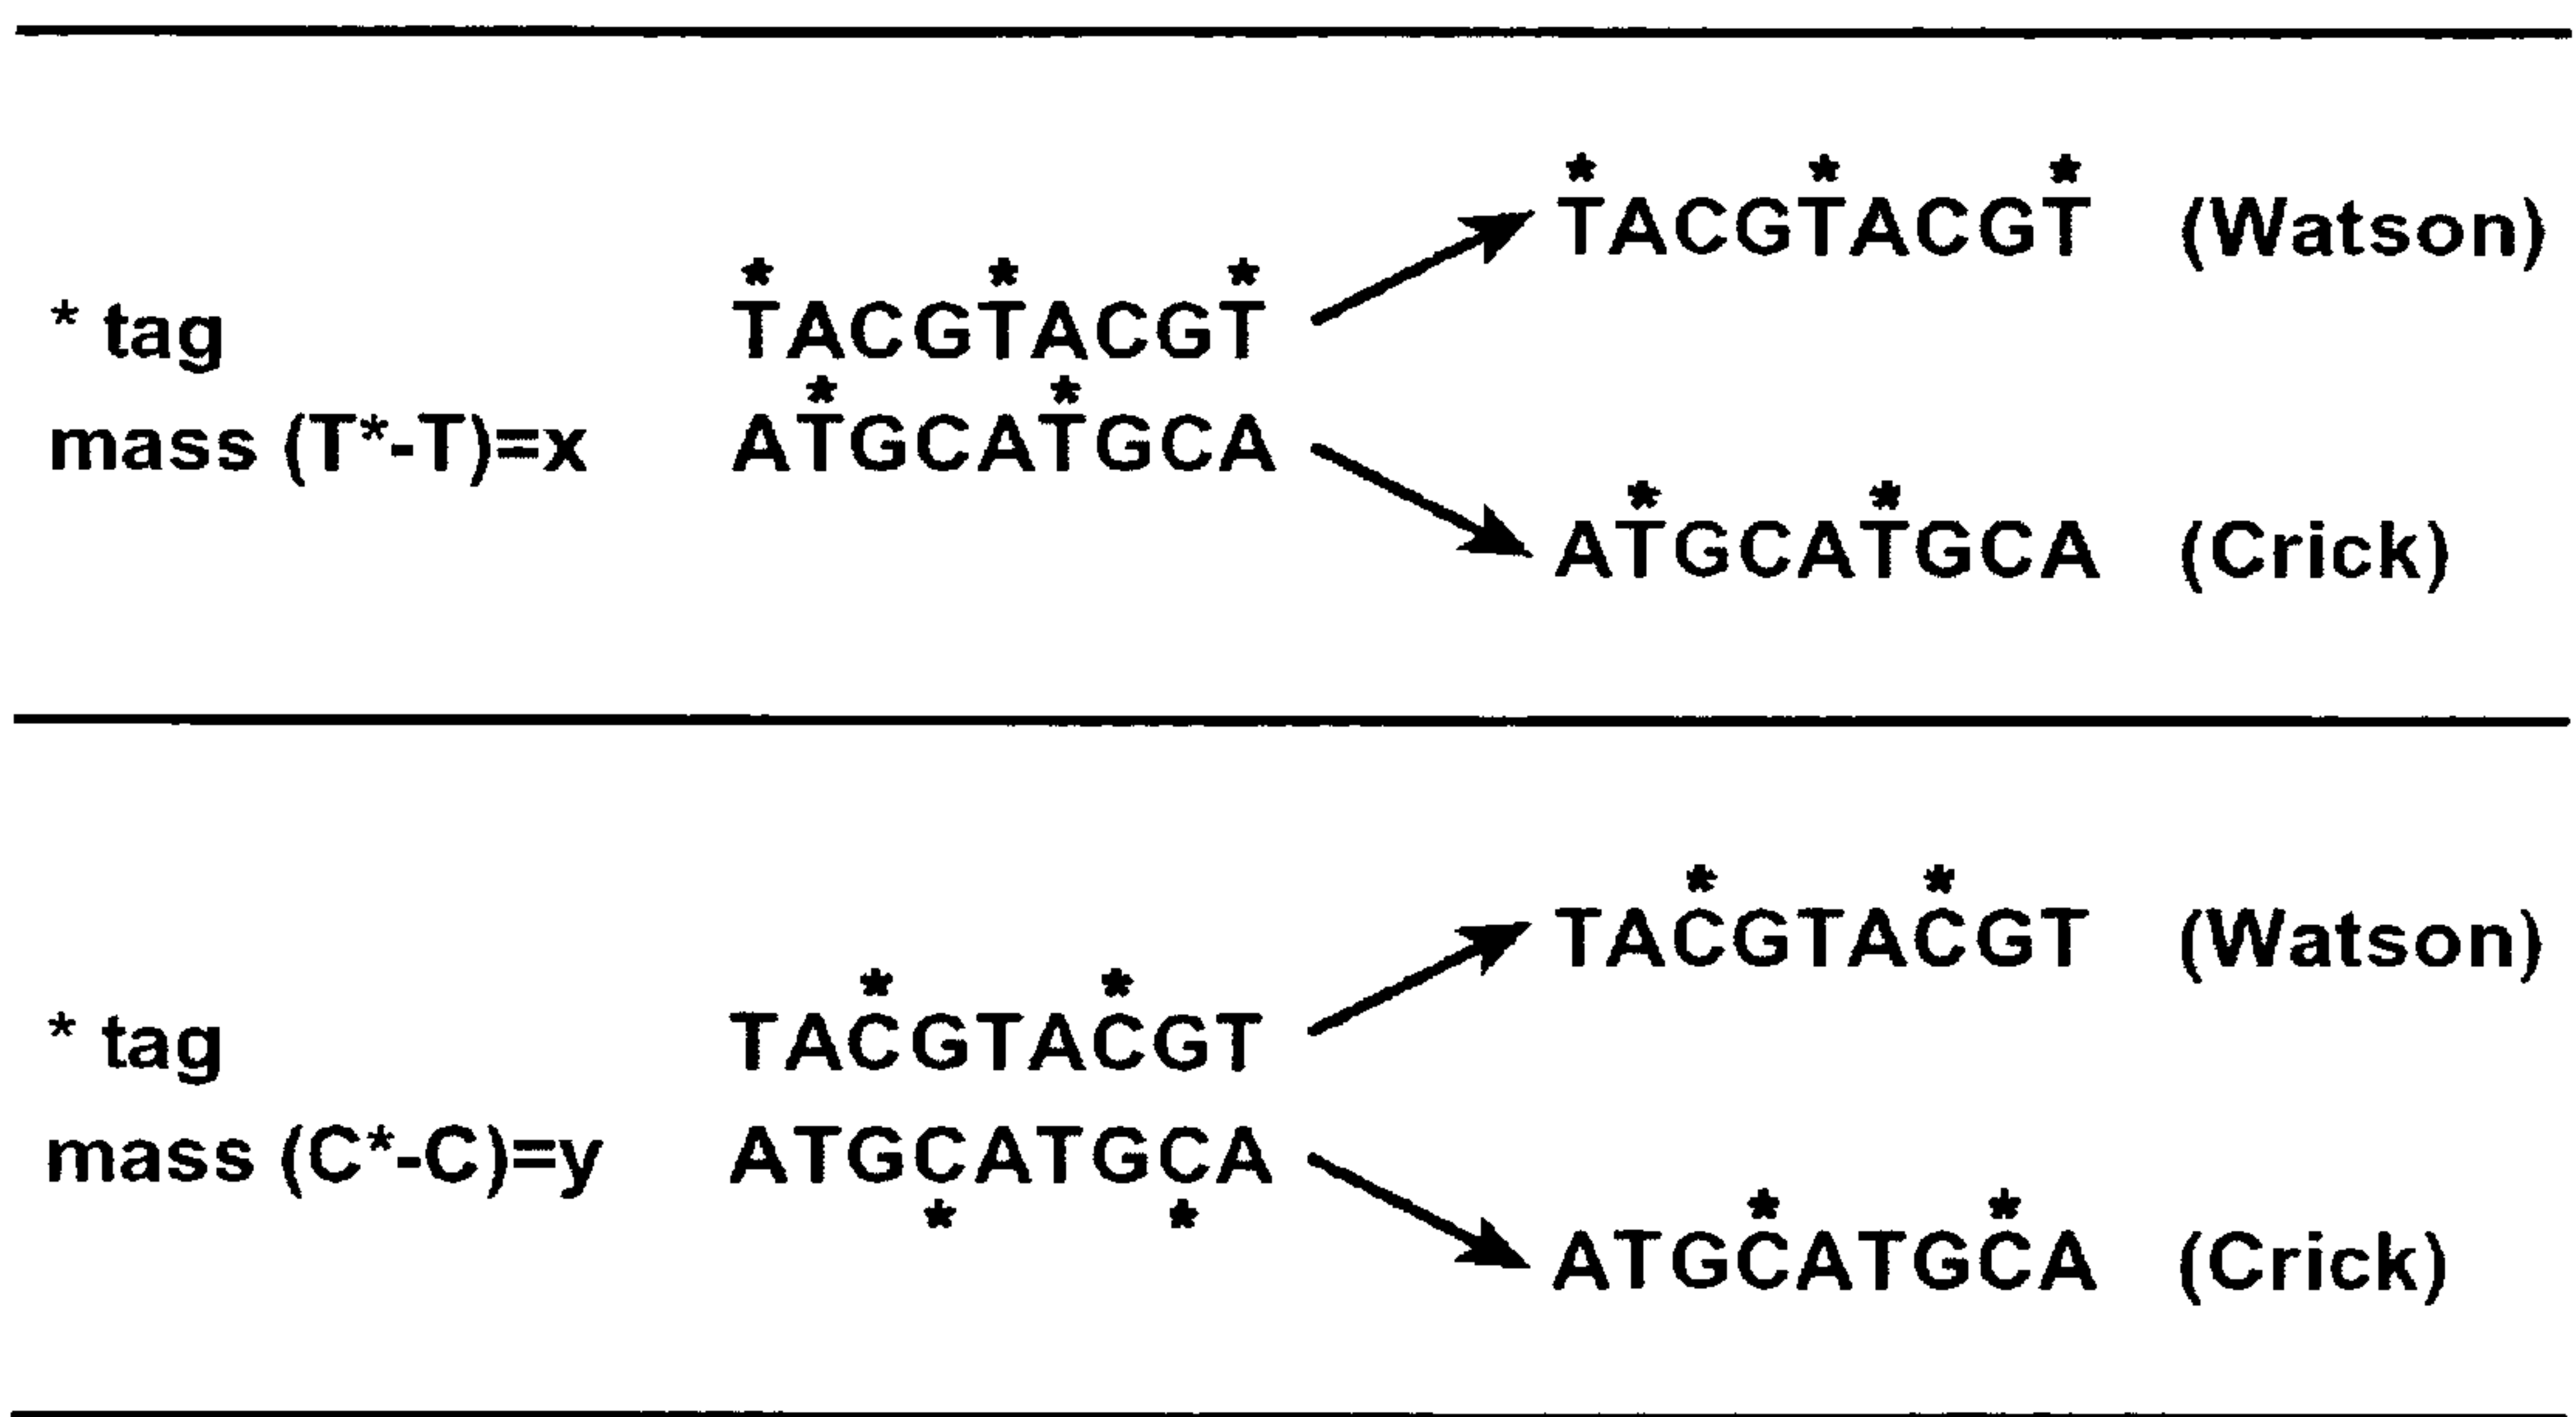 * * *
TACGTACGT (Watson)
* * *
* tag TACGTACGT
* *
mass (T*-T)=x ATGCATGCA
* *
ATGCATGCA (Crick)
* *
TACGTACGT (Watson)
* *
* tag TACGTACGT
mass (C*-C)=y ATGCATGCA
* *
* *
ATGCATGCA (Crick)